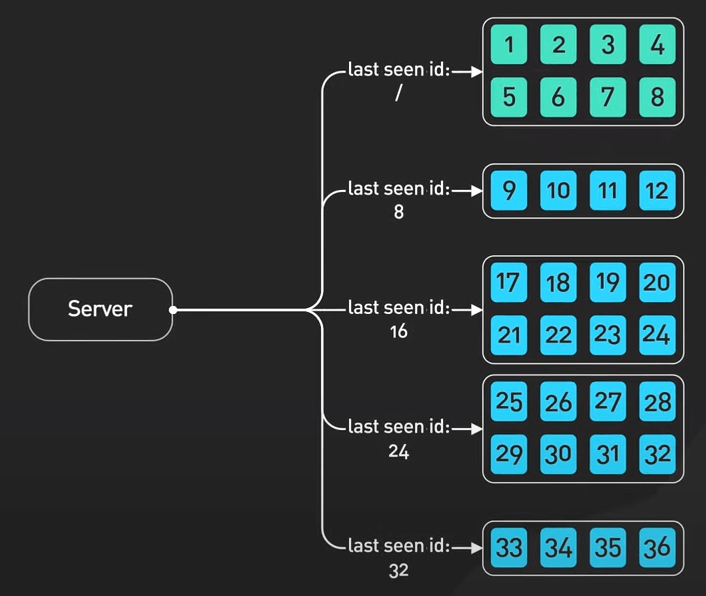 last seen id:
/
1 2 3 4
5 6 7 8
last seen id:
8
9 10 11 12
Server
last seen id:
16
17 18 19 20
21 22 23 24
last seen id:
24
25 26 27 28
29 30 31 32
last seen id:
32
33 34 35 36